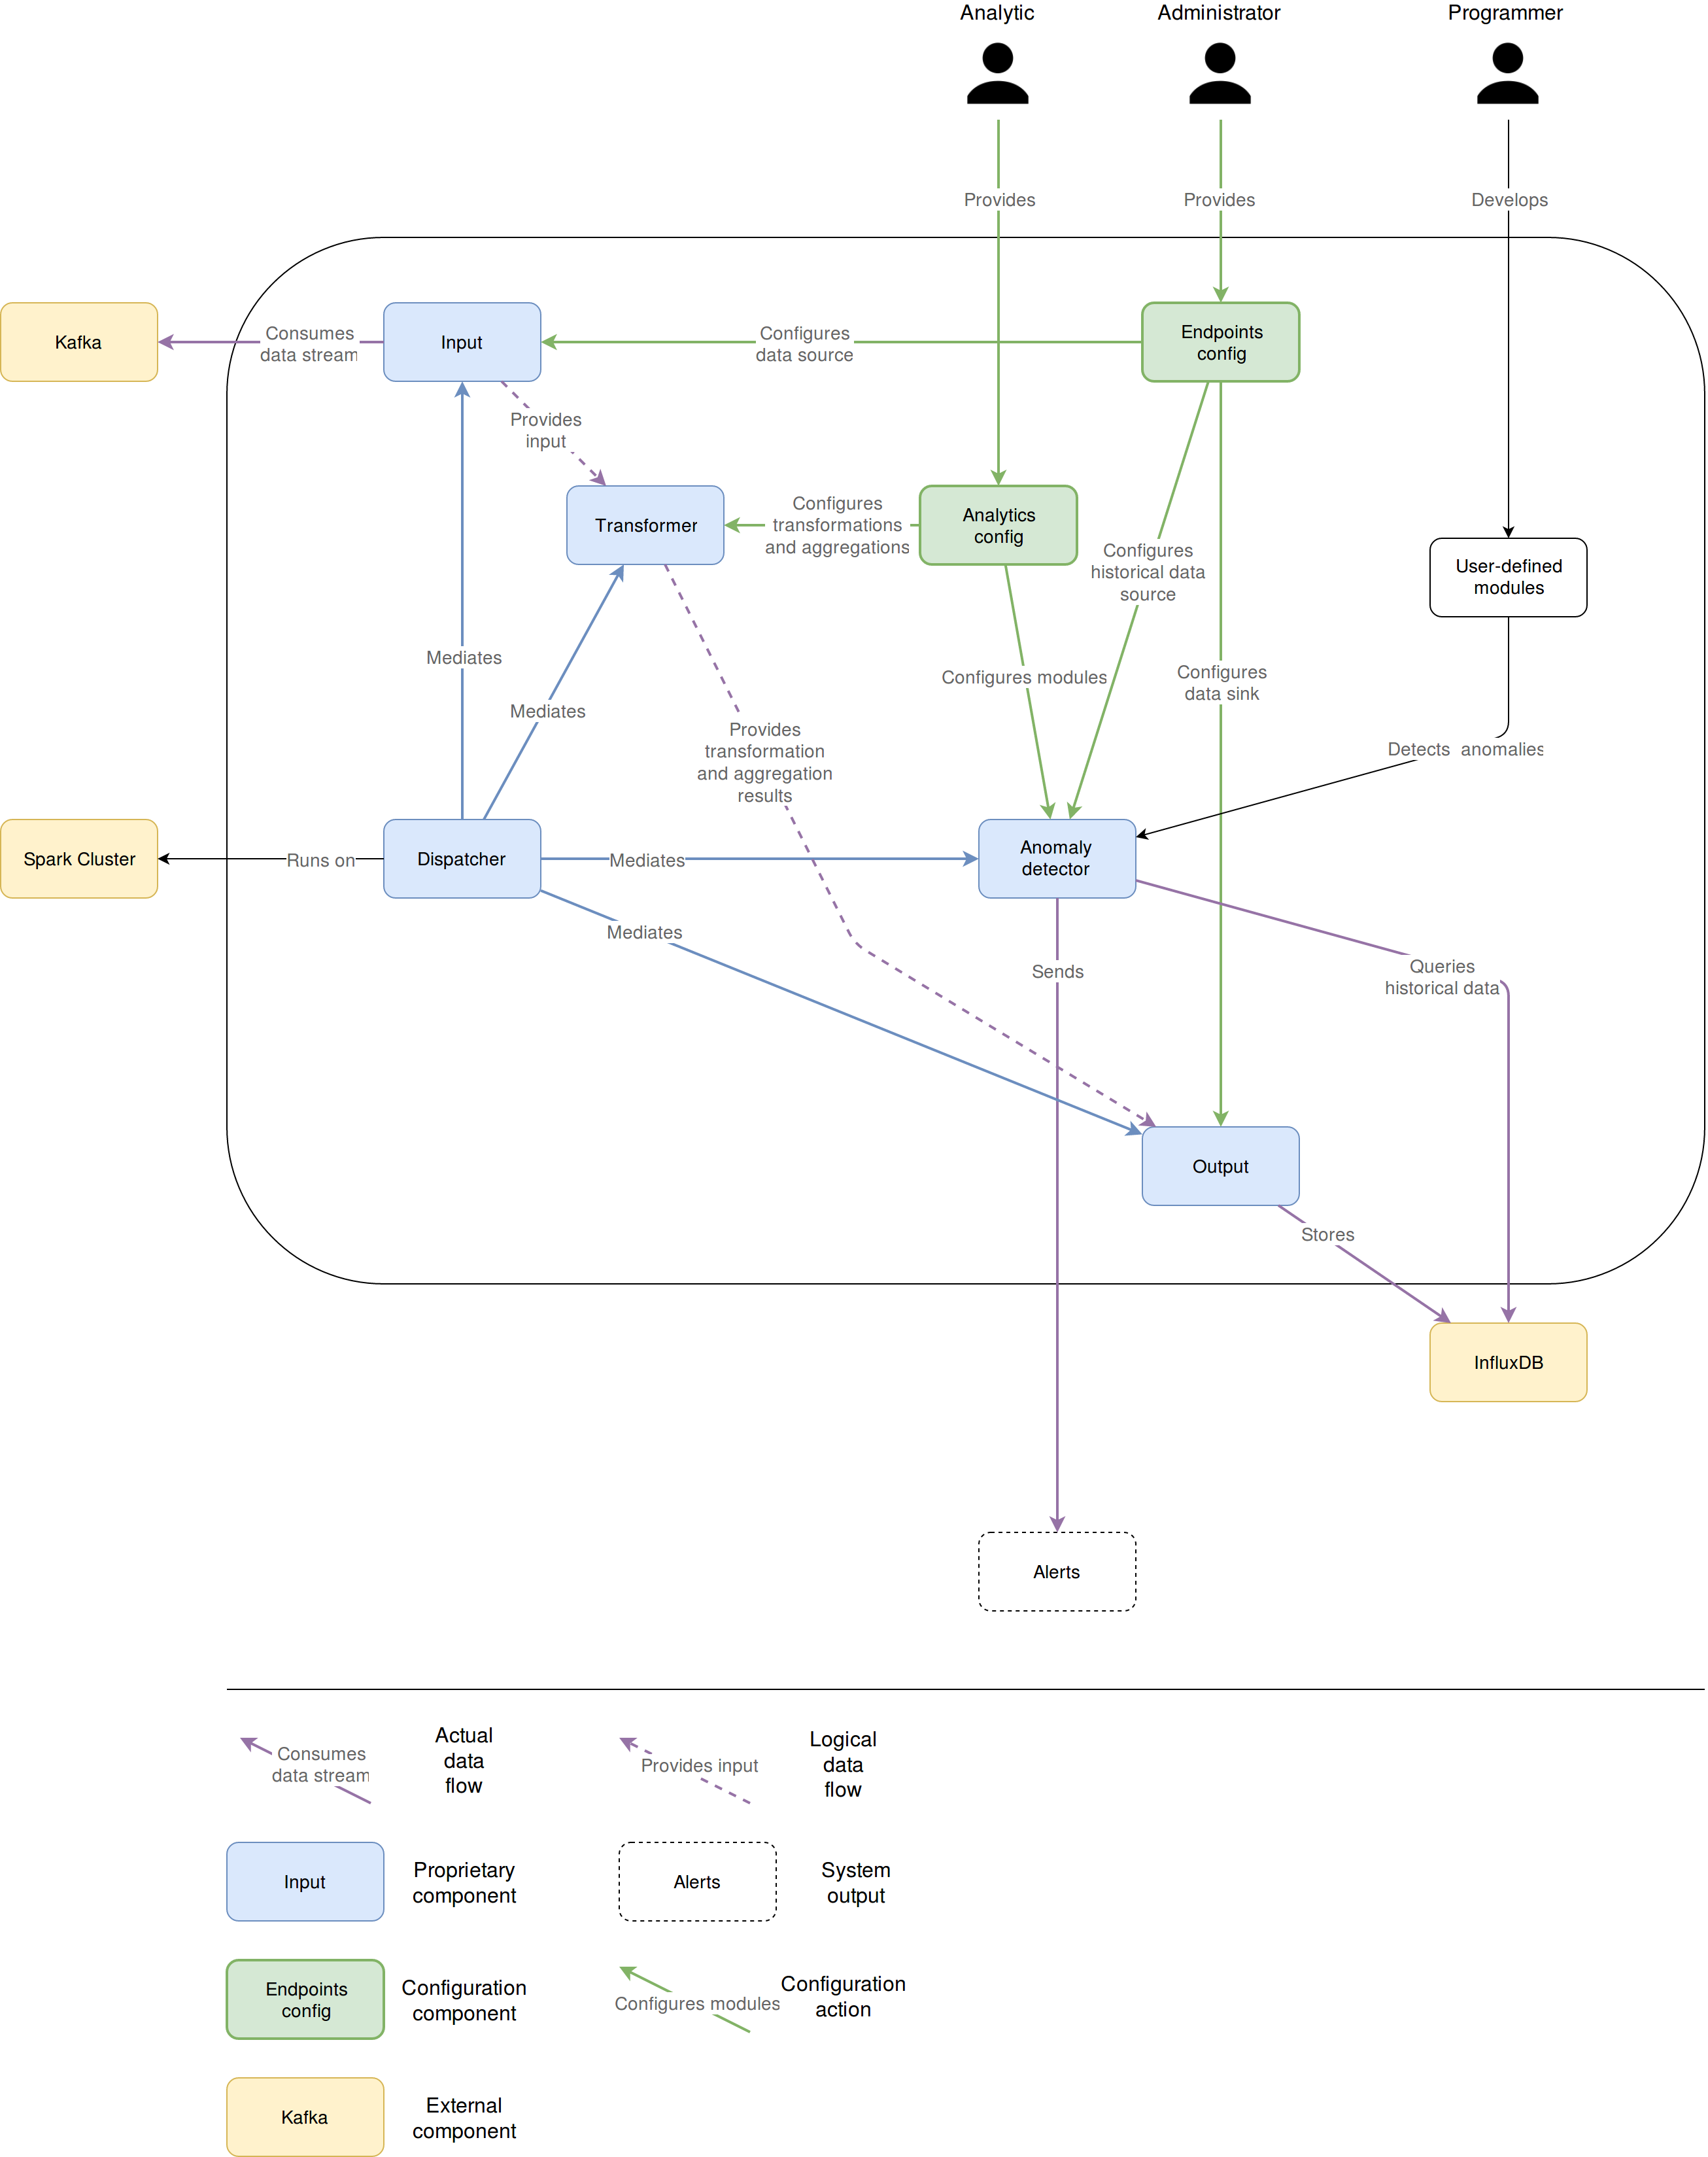 Analytic
Administrator
Programmer
Provides
Provides
Develops
Kafka
Consumes
data stream
Input
Configures
data source
Endpoints
config
Provides
input
Transformer
Configures
transformations
and aggregations
Analytics
config
Configures
historical data
source
User-defined
modules
Mediates
Mediates
Configures modules
Configures
data sink
Provides
transformation
and aggregation
results
Detects anomalies
Spark Cluster
Runs on
Dispatcher
Mediates
Anomaly
detector
Mediates
Sends
Queries
historical data
Output
Stores
InfluxDB
Alerts
Consumes
data stream
Actual
data
flow
Provides input
Logical
data
flow
Input
Proprietary
component
Alerts
System
output
Endpoints
config
Configuration
component
Configures modules
Configuration
action
Kafka
External
component